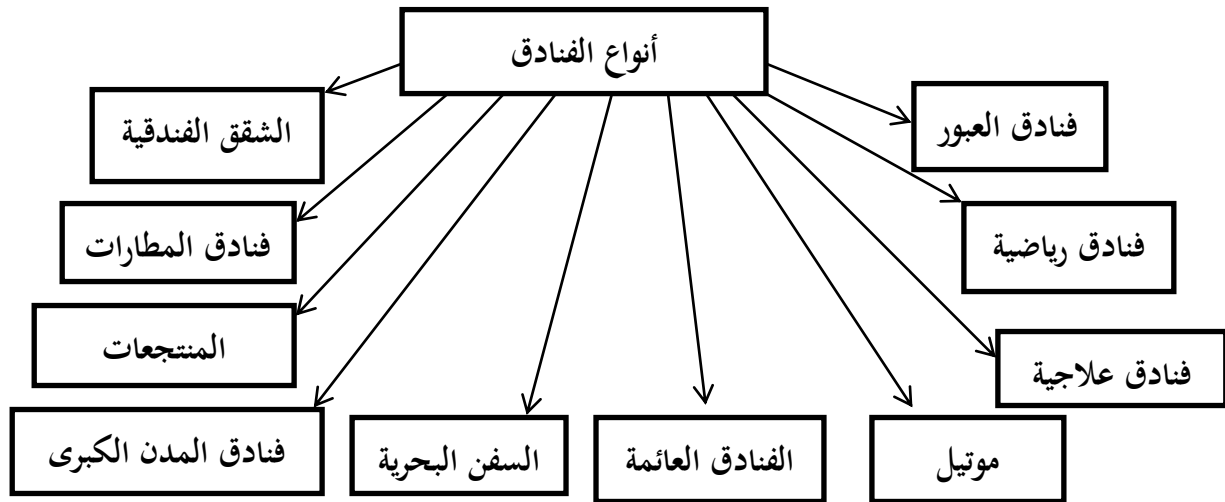 أنواع الفنادق
فنادق العبور
الشقق الفندقية
فنادق رياضية
فنادق المطارات
المنتجعات
فنادق علاجية
موتيل
الفنادق العائمة
السفن البحرية
فنادق المدن الكبرى